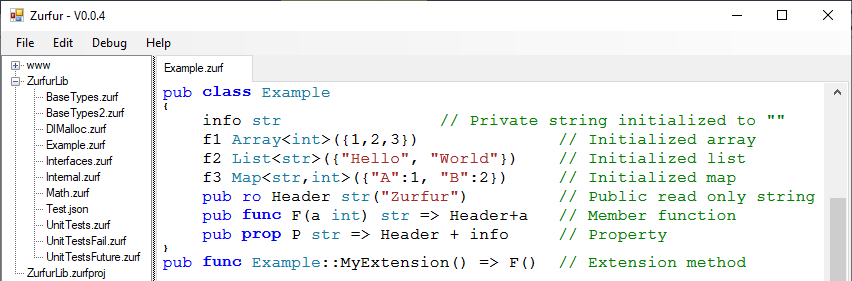 Zurfur - V0.0.4
File Edit Debug Help
www
ZurfurLib
BaseTypes.zurf
BaseTypes2.zurf
DlMalloc.zurf
Example.zurf
Interfaces.zurf
Internal.zurf
Math.zurf
Test.json
UnitTests.zurf
UnitTestsFail.zurf
UnitTestsFuture.zurf
ZurfurLib.zurfproj
Example.zurf
pub class Example
{
info str // Private string initialized to ""
f1 Array<int>({1,2,3}) // Initialized array
f2 List<str>({"Hello", "World"}) // Initialized list
f3 Map<str,int>({"A":1, "B":2}) // Initialized map
pub ro Header str("Zurfur") // Public read only string
pub func F(a int) str => Header+a // Member function
pub prop P str => Header + info // Property
}
pub func Example::MyExtension() => F() // Extension method